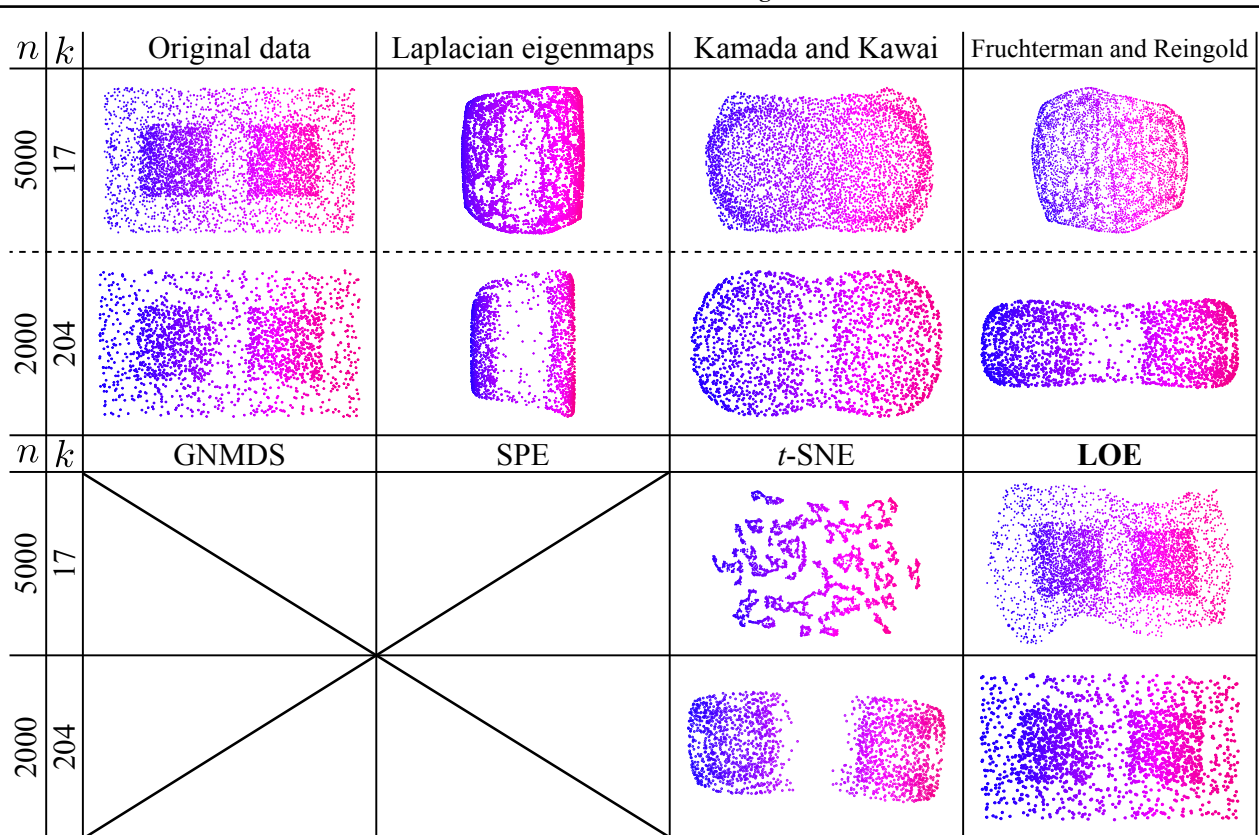 n k Original data Laplacian eigenmaps Kamada and Kawai Fruchterman and Reingold
5000 17
2000 204
n k GNMDS SPE t-SNE LOE
5000 17
2000 204